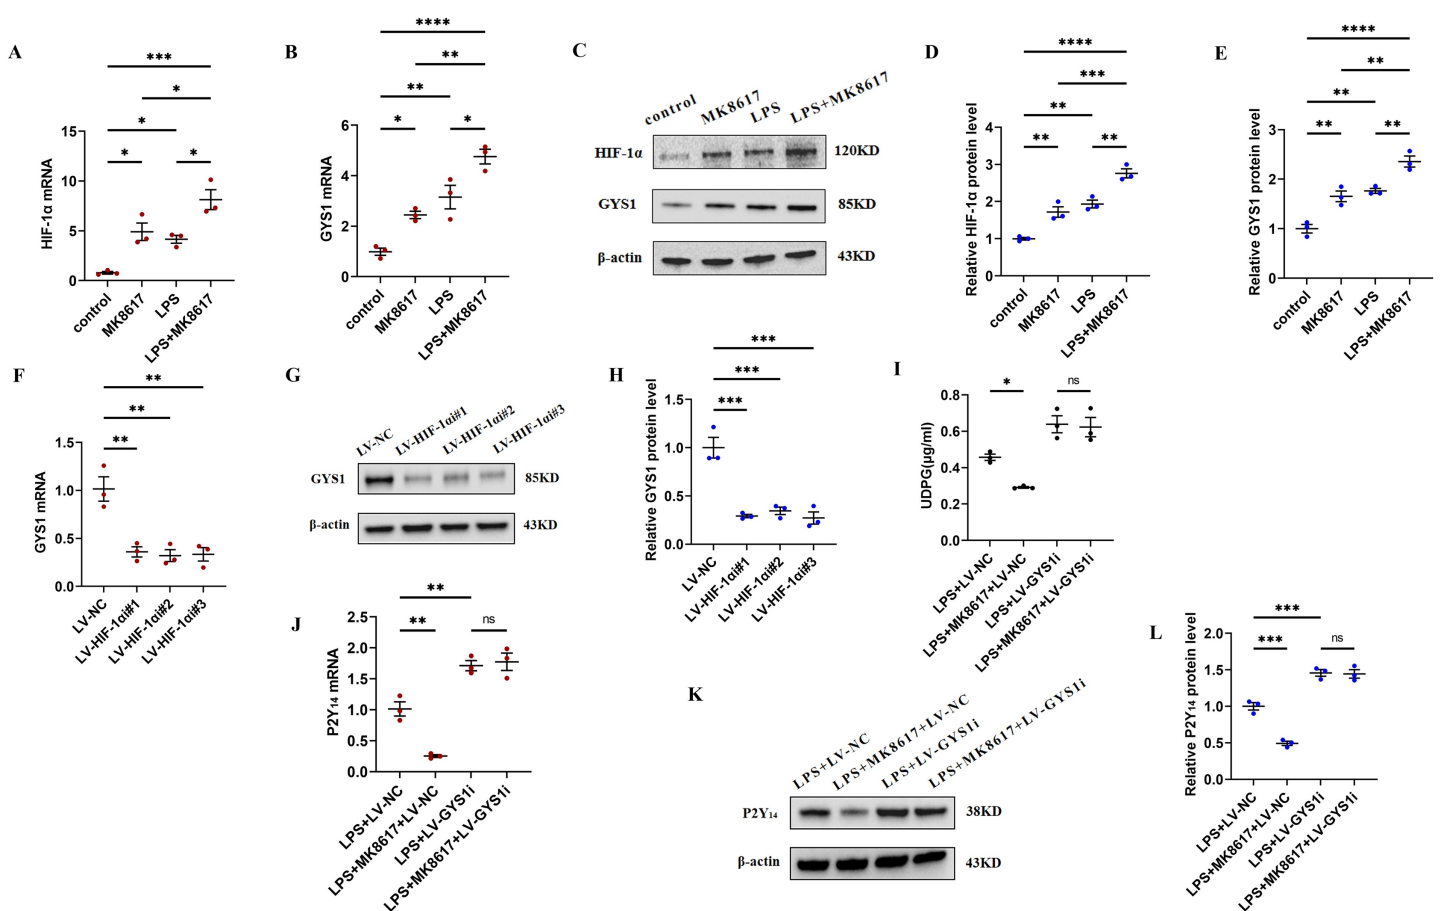 A
***
*
*
*
*
HIF-1α mRNA
15
10
5
0
control
MK8617
LPS
LPS+MK8617
B
****
**
**
*
*
GYS1 mRNA
6
4
2
0
control
MK8617
LPS
LPS+MK8617
C
control
MK8617
LPS
LPS+MK8617
HIF-1α
120KD
GYS1
85KD
β-actin
43KD
D
****
***
**
**
**
Relative HIF-1α protein level
4
3
2
1
0
control
MK8617
LPS
LPS+MK8617
E
****
**
**
**
**
Relative GYS1 protein level
3
2
1
0
control
MK8617
LPS
LPS+MK8617
F
**
**
**
GYS1 mRNA
1.5
1.0
0.5
0.0
LV-NC
LV-HIF-1αi#1
LV-HIF-1αi#2
LV-HIF-1αi#3
G
LV-NC
LV-HIF-1αi#1
LV-HIF-1αi#2
LV-HIF-1αi#3
GYS1
85KD
β-actin
43KD
H
***
***
***
Relative GYS1 protein level
1.5
1.0
0.5
0.0
LV-NC
LV-HIF-1αi#1
LV-HIF-1αi#2
LV-HIF-1αi#3
I
*
ns
UDPG(μg/ml)
0.8
0.6
0.4
0.2
0.0
LPS+LV-NC
LPS+MK8617+LV-NC
LPS+LV-GYS1i
LPS+MK8617+LV-GYS1i
J
**
**
ns
P2Y14 mRNA
2.5
2.0
1.5
1.0
0.5
0.0
LPS+LV-NC
LPS+MK8617+LV-NC
LPS+LV-GYS1i
LPS+MK8617+LV-GYS1i
K
LPS+LV-NC
LPS+MK8617+LV-NC
LPS+LV-GYS1i
LPS+MK8617+LV-GYS1i
P2Y14
38KD
β-actin
43KD
L
***
***
ns
Relative P2Y14 protein level
2.0
1.5
1.0
0.5
0.0
LPS+LV-NC
LPS+MK8617+LV-NC
LPS+LV-GYS1i
LPS+MK8617+LV-GYS1i